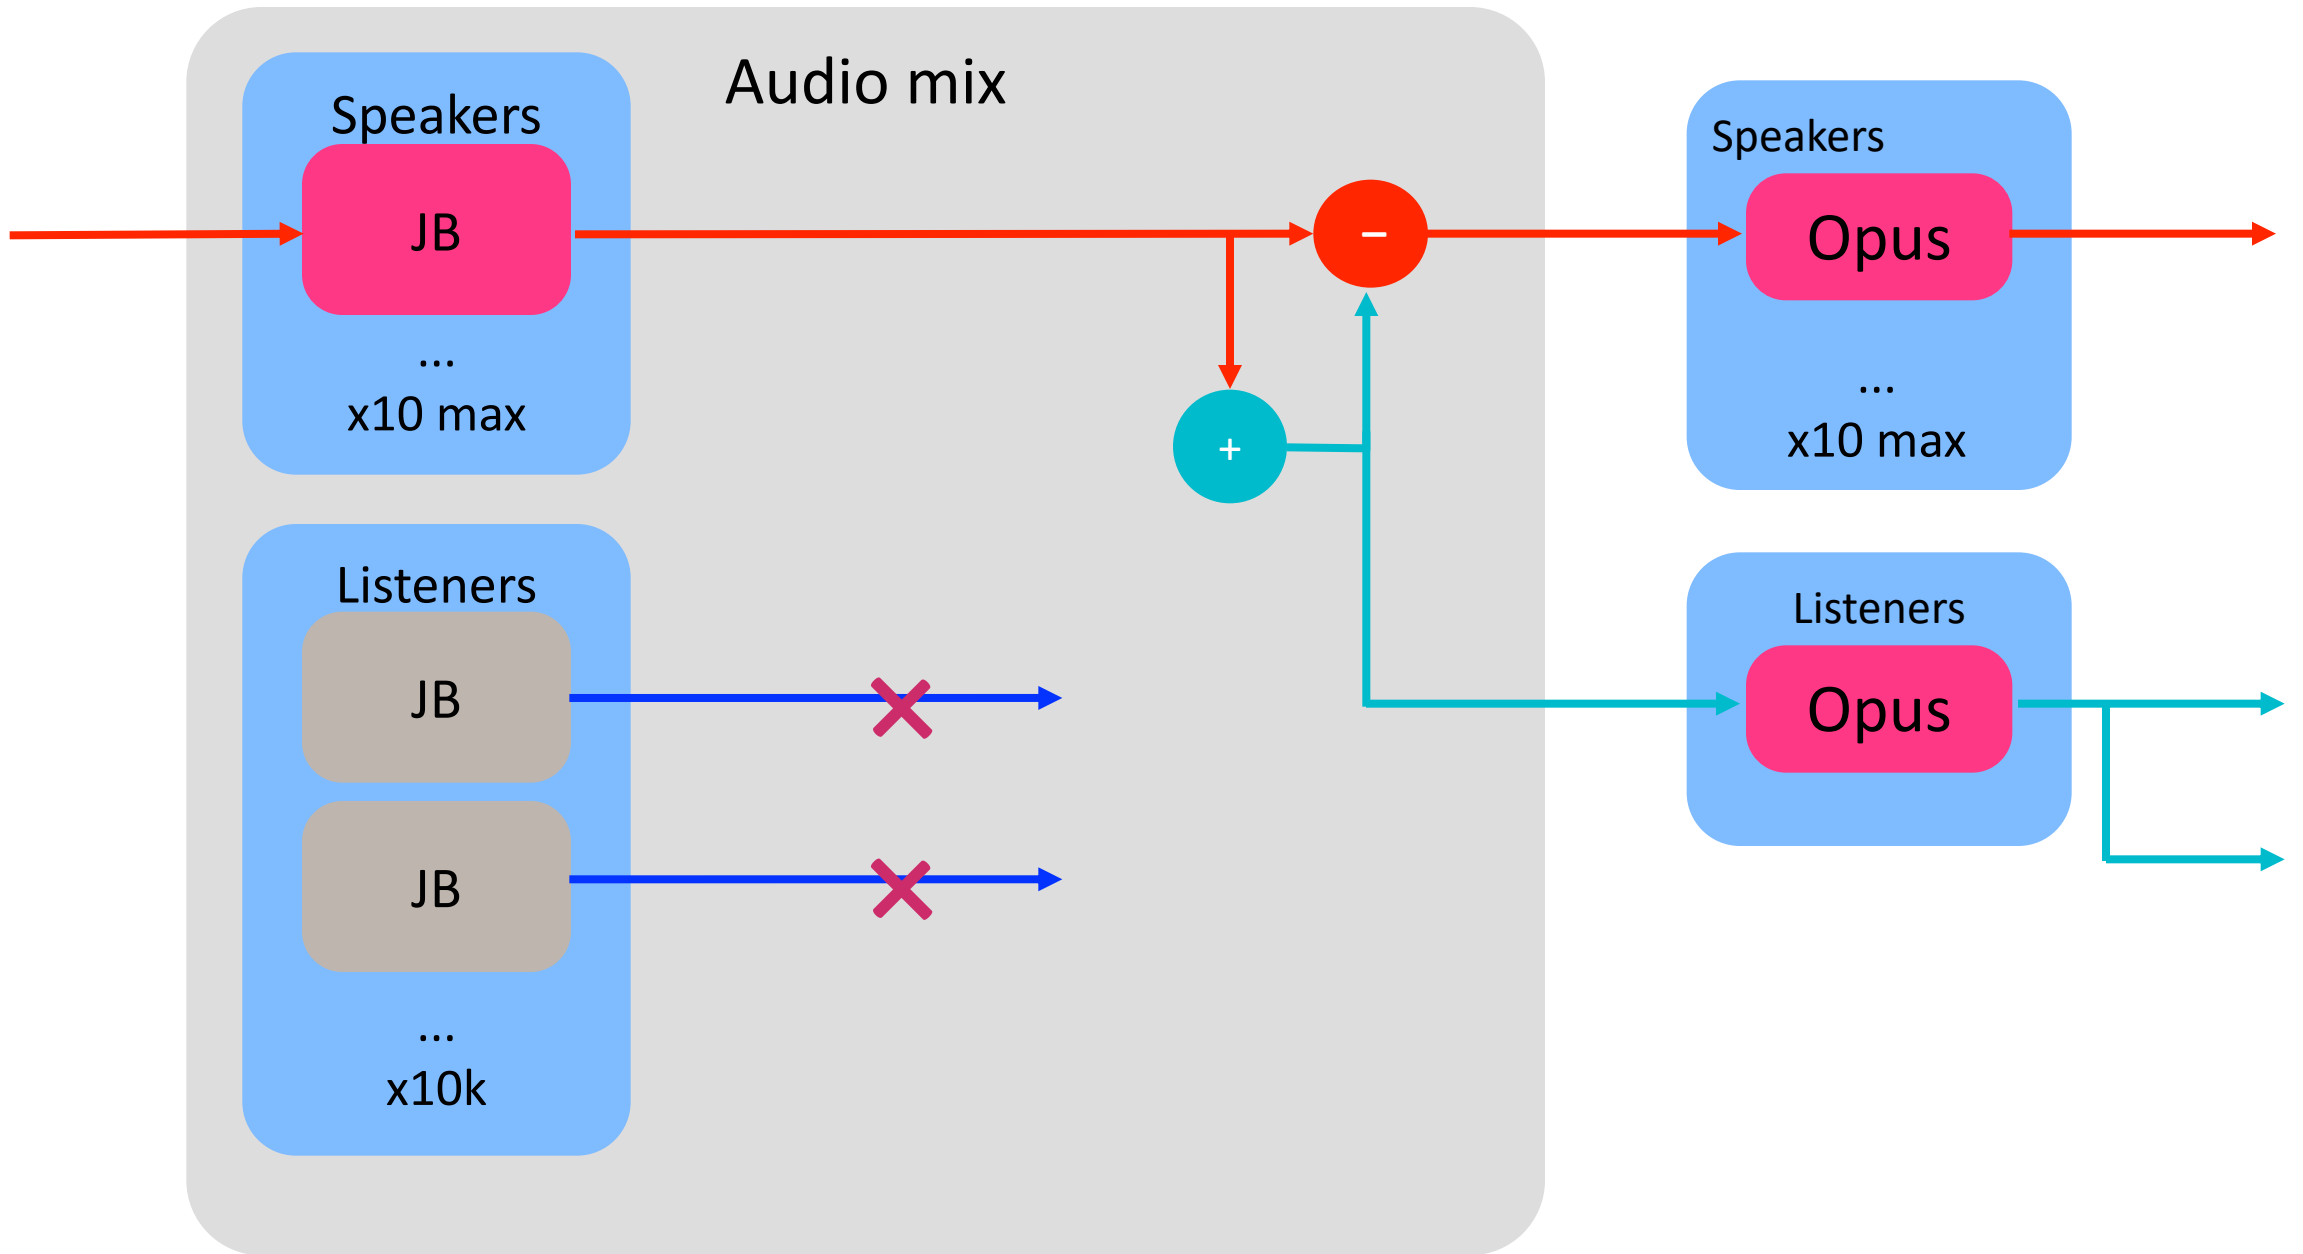 Audio mix
Speakers
JB
...
x10 max
Listeners
JB
JB
...
x10k
–
+
Speakers
Opus
...
x10 max
Listeners
Opus